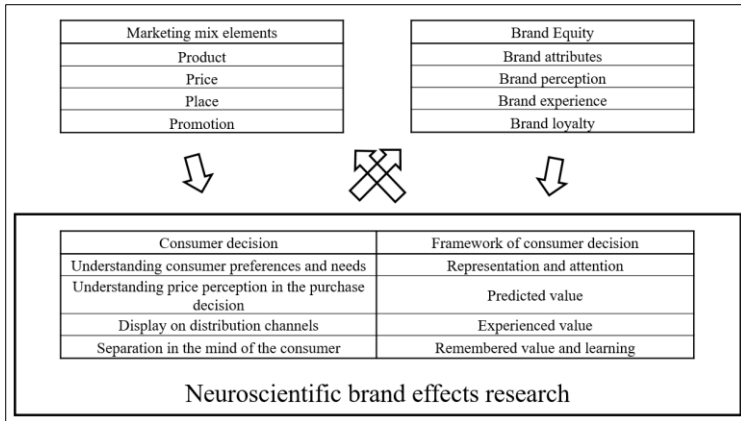 Marketing mix elements
Product
Price
Place
Promotion
Brand Equity
Brand attributes
Brand perception
Brand experience
Brand loyalty
Consumer decision
Framework of consumer decision
Understanding consumer preferences and needs
Representation and attention
Understanding price perception in the purchase
decision
Predicted value
Display on distribution channels
Experienced value
Separation in the mind of the consumer
Remembered value and learning
Neuroscientific brand effects research